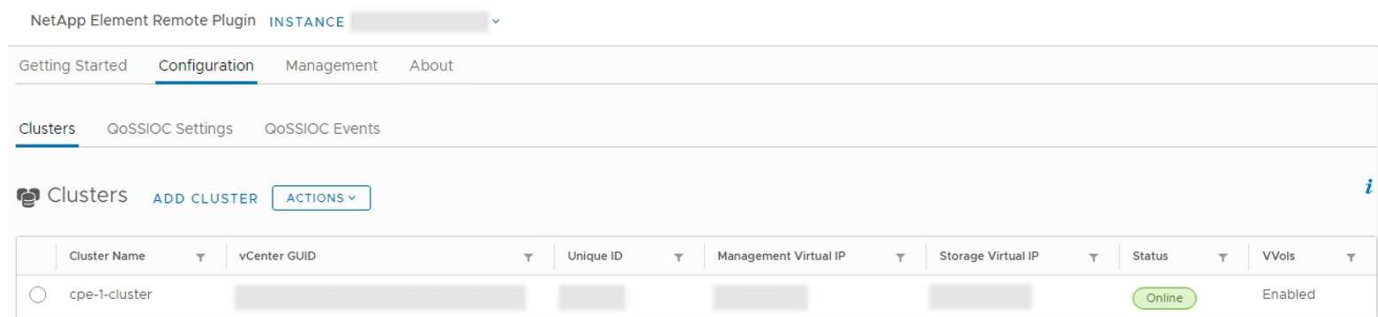 NetApp Element Remote Plugin INSTANCE
Getting Started Configuration Management About
Clusters QoSSIOC Settings QoSSIOC Events
Clusters ADD CLUSTER ACTIONS i
Cluster Name vCenter GUID Unique ID Management Virtual IP Storage Virtual IP Status VVols
cpe-1-cluster Online Enabled